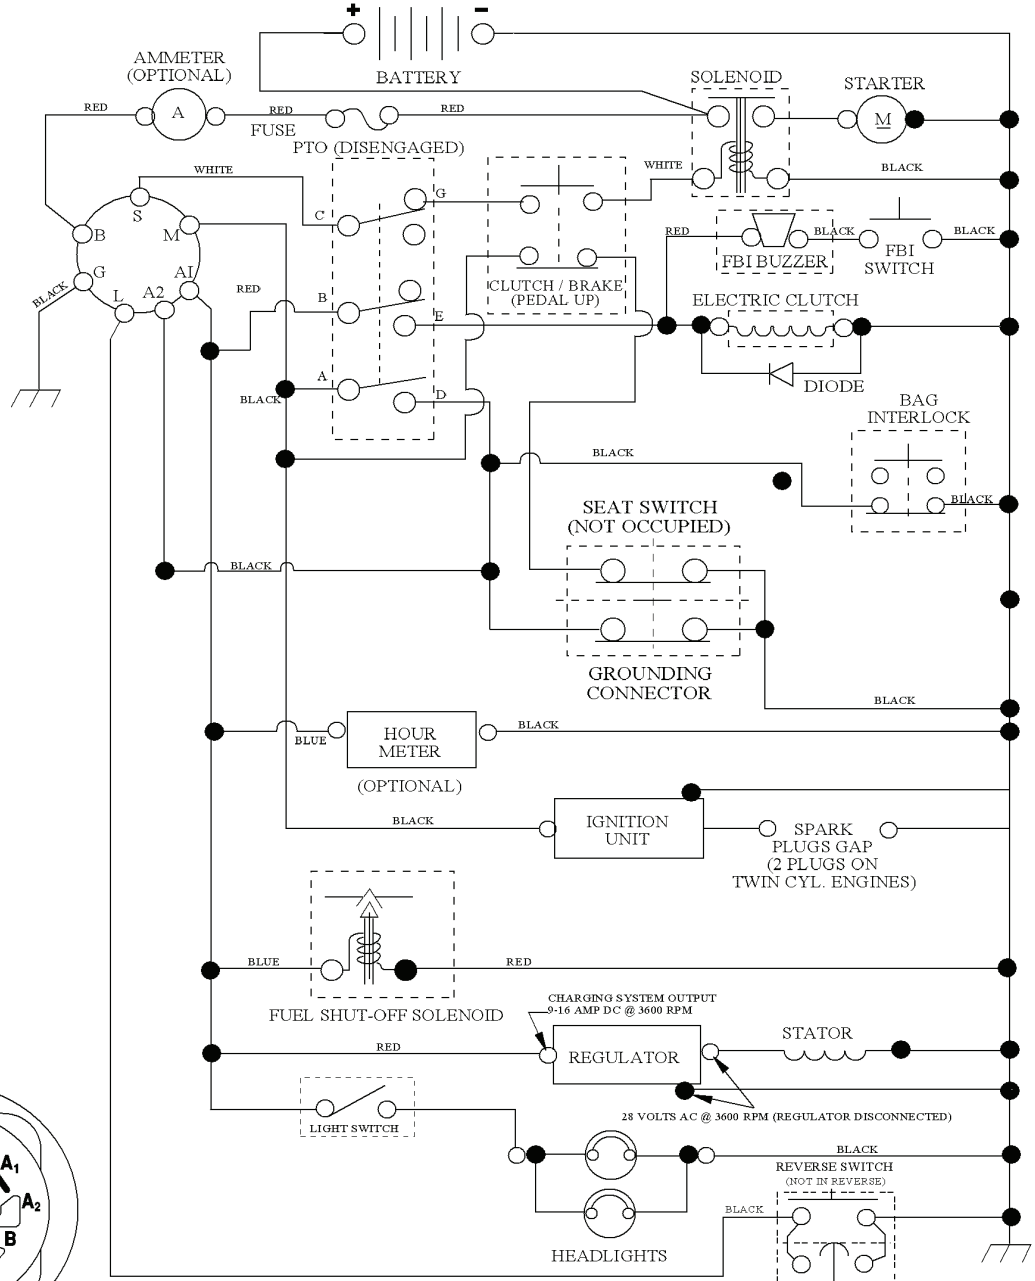 +
-
BATTERY
AMMETER
(OPTIONAL)
RED
A
RED
FUSE
RED
SOLENOID
STARTER
M
PTO (DISENGAGED)
WHITE
WHITE
BLACK
S
B
M
G
L
A2
A1
BLACK
C
G
B
E
A
D
RED
BLACK
CLUTCH / BRAKE
(PEDAL UP)
RED
FBI BUZZER
BLACK
FBI
SWITCH
BLACK
ELECTRIC CLUTCH
DIODE
BAG
INTERLOCK
BLACK
BLACK
SEAT SWITCH
(NOT OCCUPIED)
BLACK
GROUNDING
CONNECTOR
BLACK
BLUE
HOUR
METER
BLACK
(OPTIONAL)
BLACK
IGNITION
UNIT
SPARK
PLUGS GAP
(2 PLUGS ON
TWIN CYL. ENGINES)
BLUE
RED
FUEL SHUT-OFF SOLENOID
CHARGING SYSTEM OUTPUT
9-16 AMP DC @ 3600 RPM
RED
REGULATOR
STATOR
28 VOLTS AC @ 3600 RPM (REGULATOR DISCONNECTED)
LIGHT SWITCH
BLACK
REVERSE SWITCH
(NOT IN REVERSE)
BLACK
HEADLIGHTS
A1
A2
B